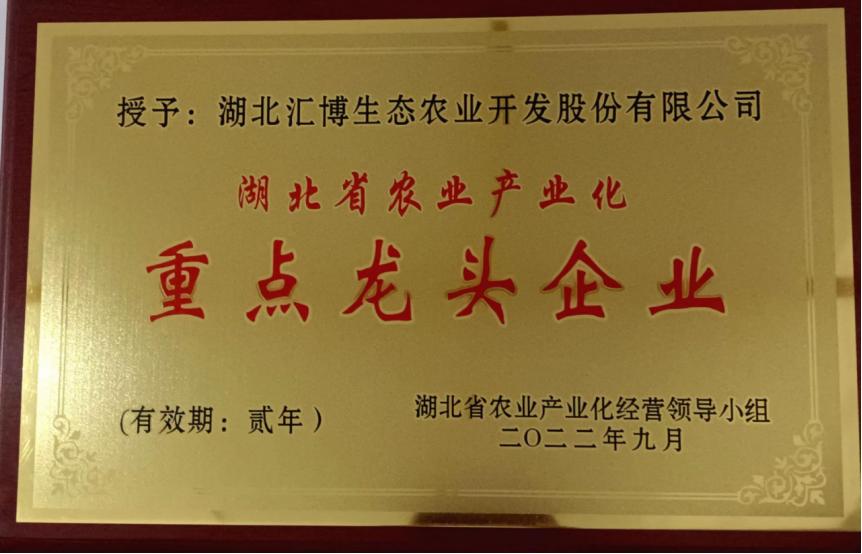 授予：湖北汇博生态农业开发股份有限公司
湖北省农业产业化
重点龙头企业
(有效期：贰年）
湖北省农业产业化经营领导小组
二〇二二年九月